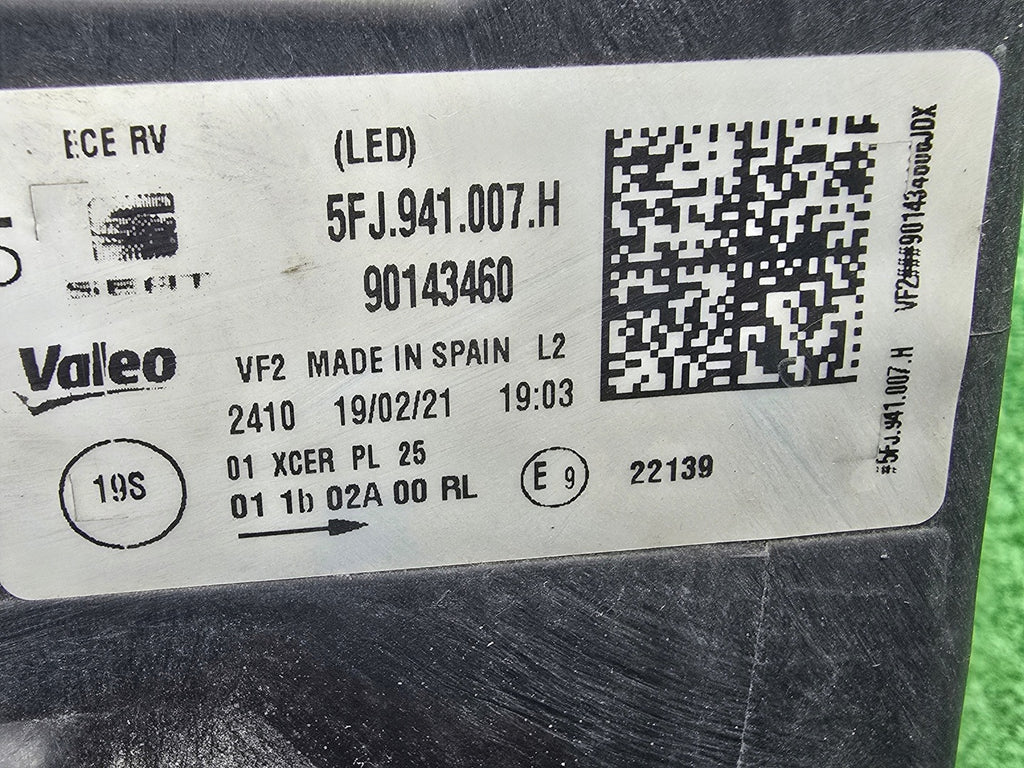 ECE RV
(LED)
SEAT
5FJ.941.007.H
90143460
Valeo
VF2 MADE IN SPAIN L2
2410 19/02/21 19:03
01 XCER PL 25
19S
01 1b 02A 00 RL
E 9
22139
#5FJ.941.007.H